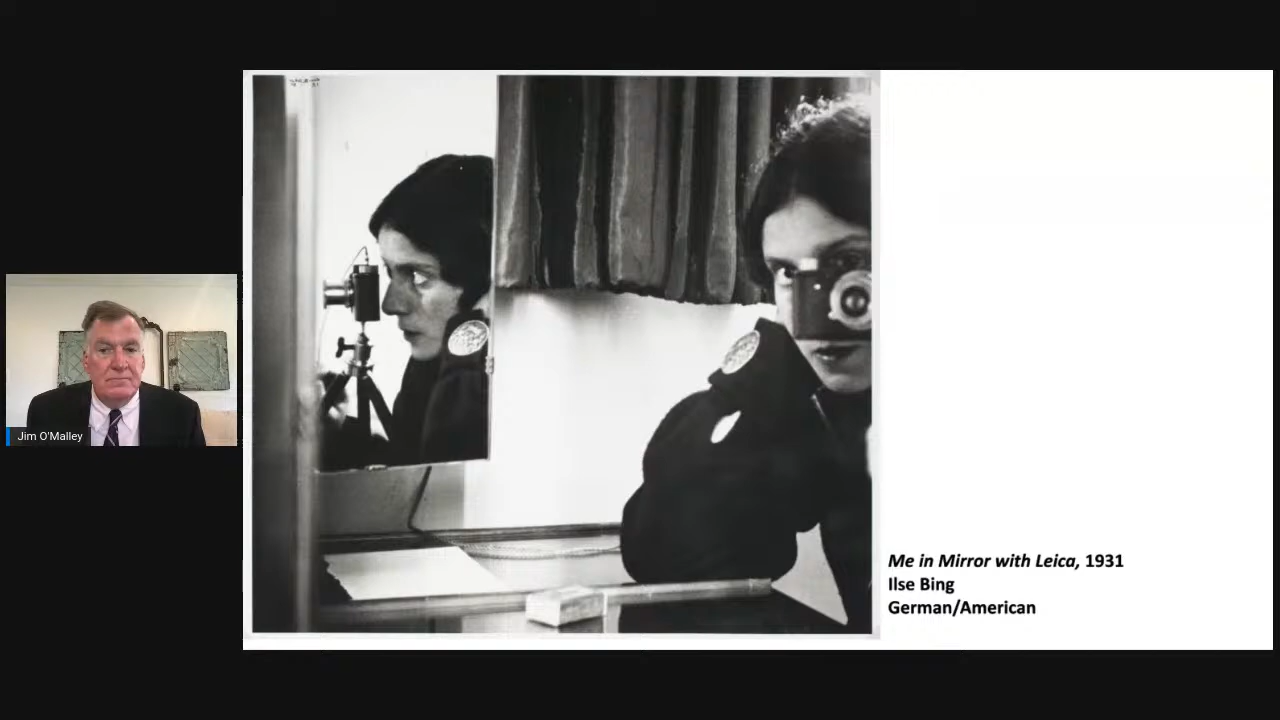 Jim O'Malley
Me in Mirror with Leica, 1931
Ilse Bing
German/American